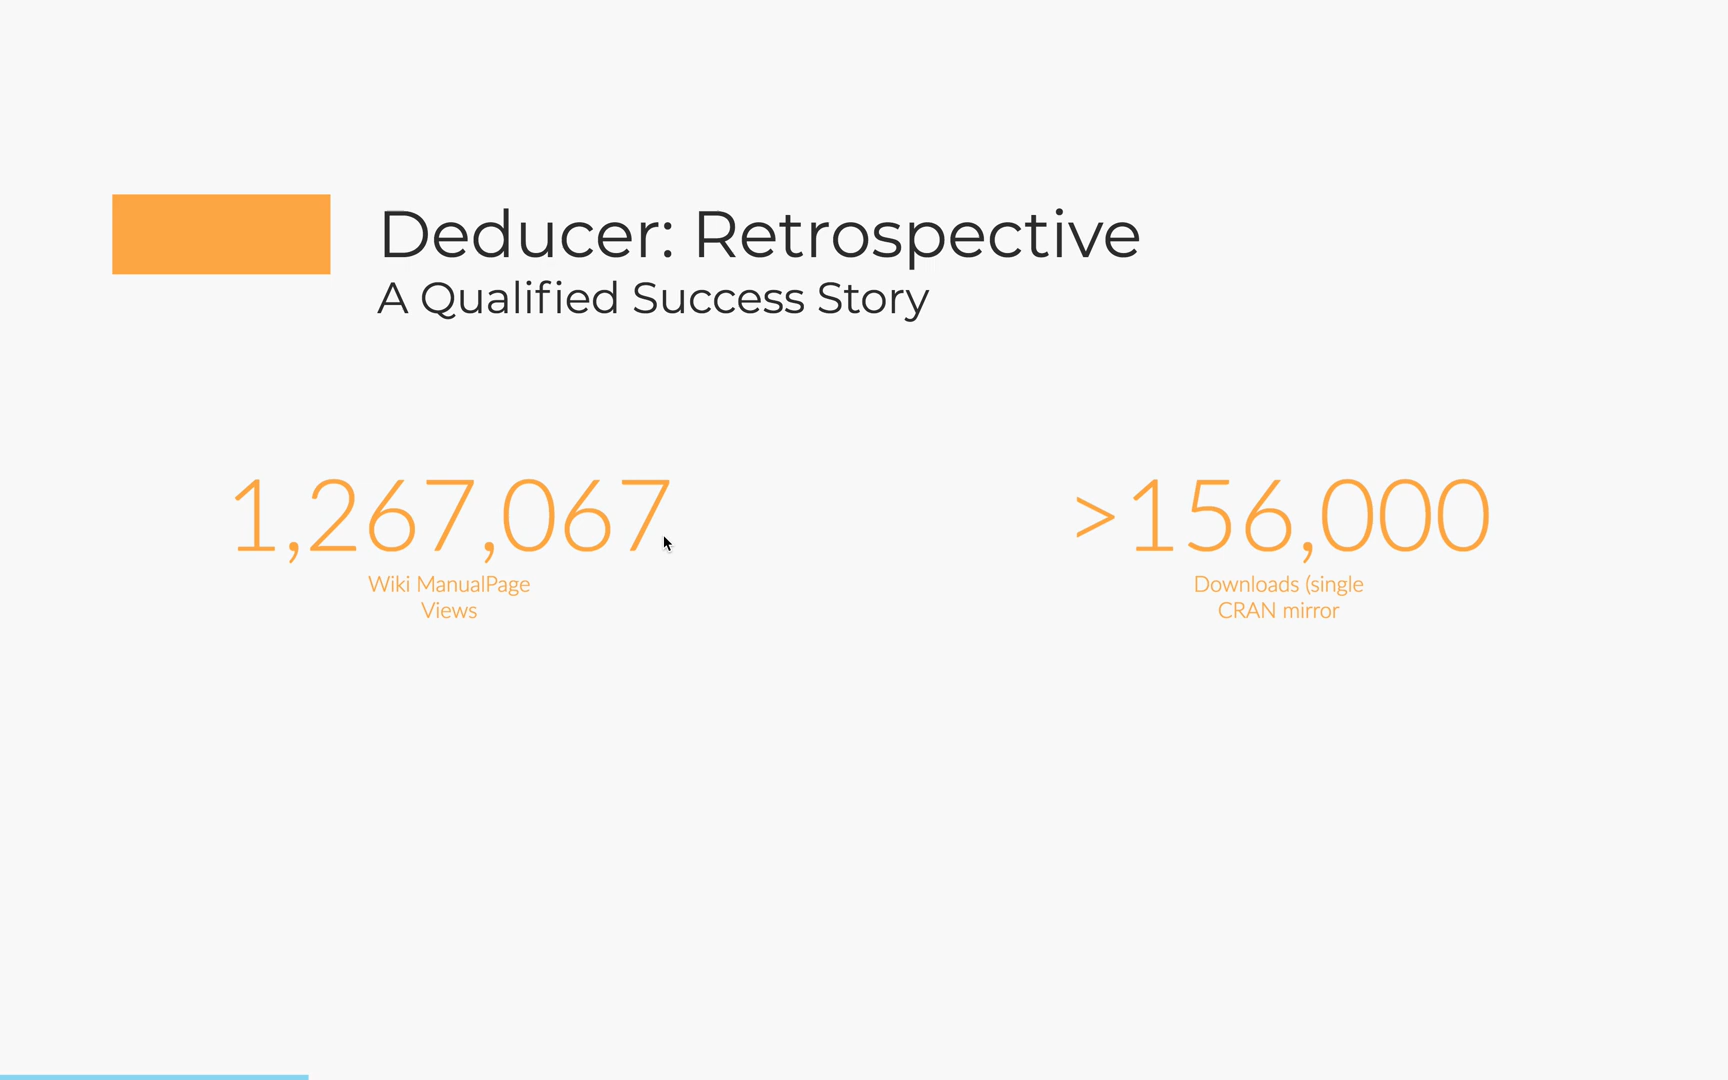 Deducer: Retrospective
A Qualified Success Story
1,267,067
Wiki ManualPage
Views
>156,000
Downloads (single
CRAN mirror